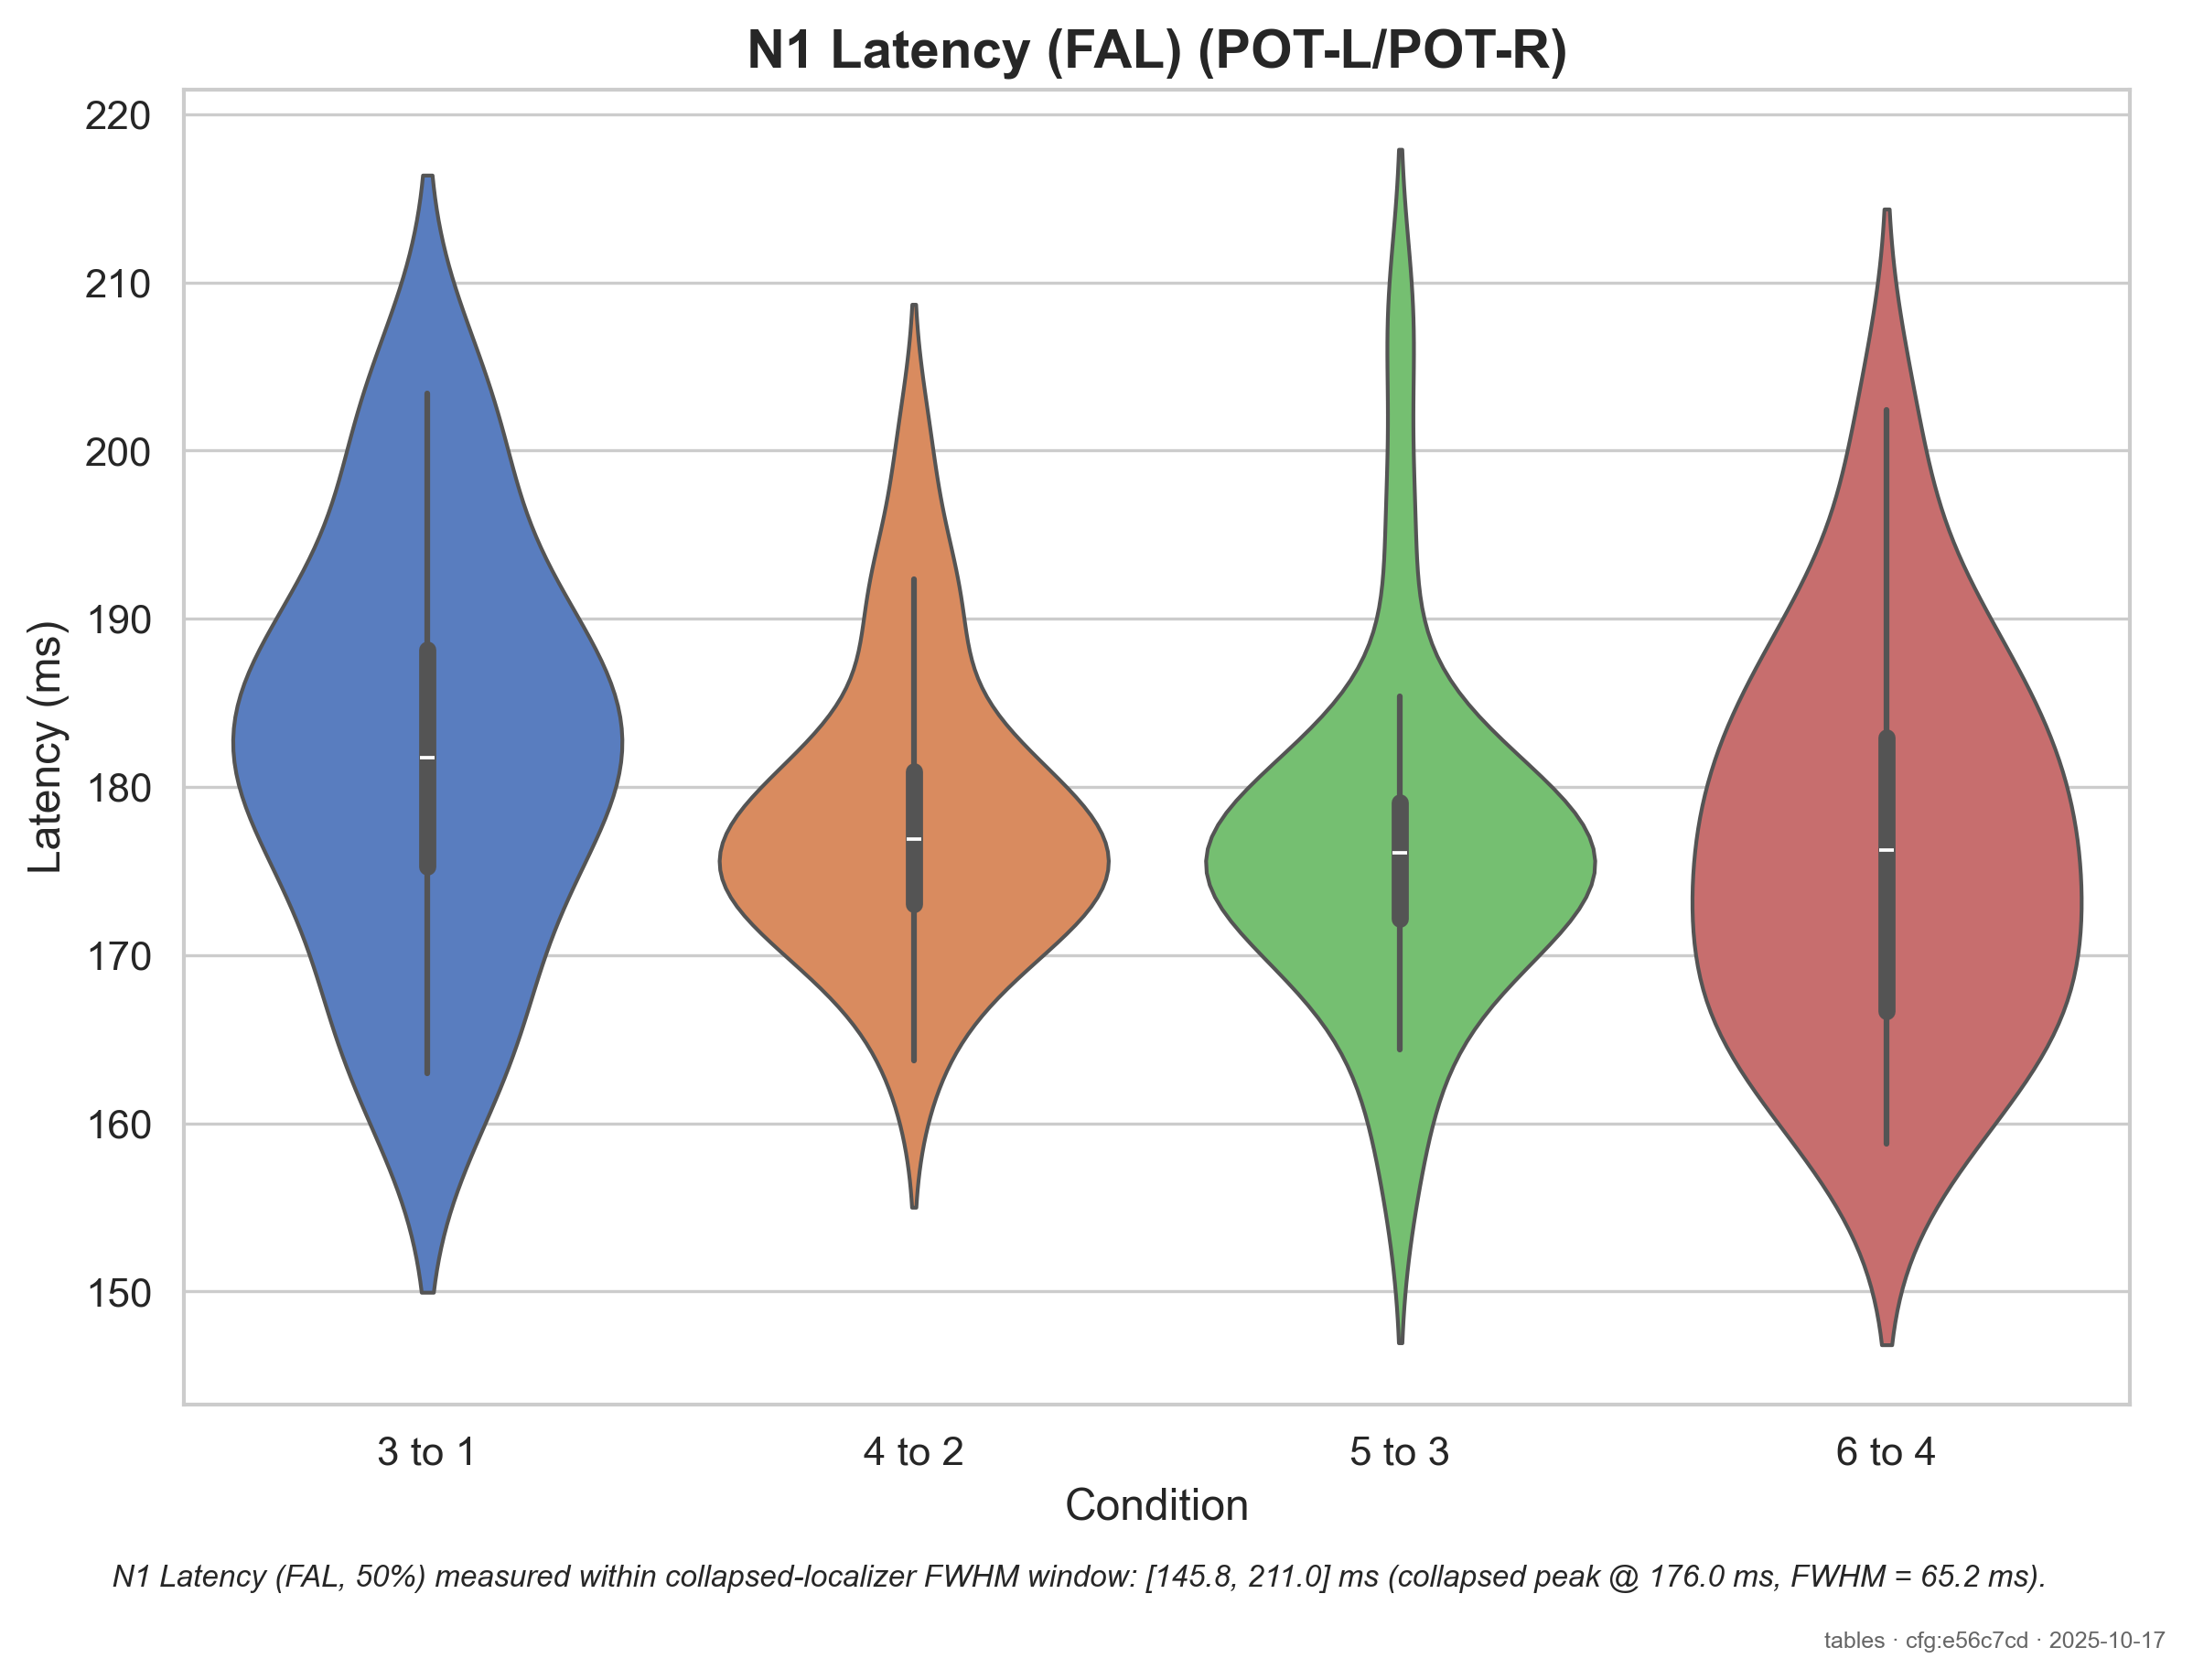 N1 Latency (FAL) (POT-L/POT-R)
Latency (ms)
220
210
200
190
180
170
160
150
3 to 1
4 to 2
5 to 3
6 to 4
Condition
N1 Latency (FAL, 50%) measured within collapsed-localizer FWHM window: [145.8, 211.0] ms (collapsed peak @ 176.0 ms, FWHM = 65.2 ms).
tables · cfg:e56c7cd · 2025-10-17